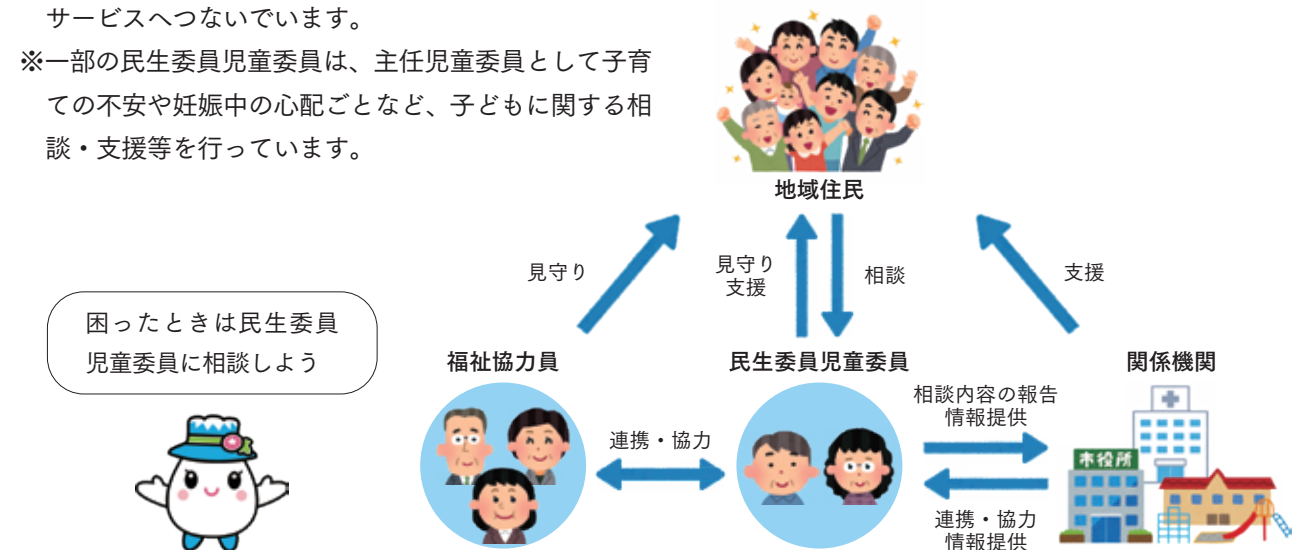 サービスへつないでいます。
※一部の民生委員児童委員は、主任児童委員として子育
ての不安や妊娠中の心配ごとなど、子どもに関する相
談・支援等を行っています。
地域住民
見守り
見守り
支援
相談
支援
困ったときは民生委員
児童委員に相談しよう
福祉協力員
民生委員児童委員
関係機関
相談内容の報告
情報提供
連携・協力
市役所
連携・協力
情報提供